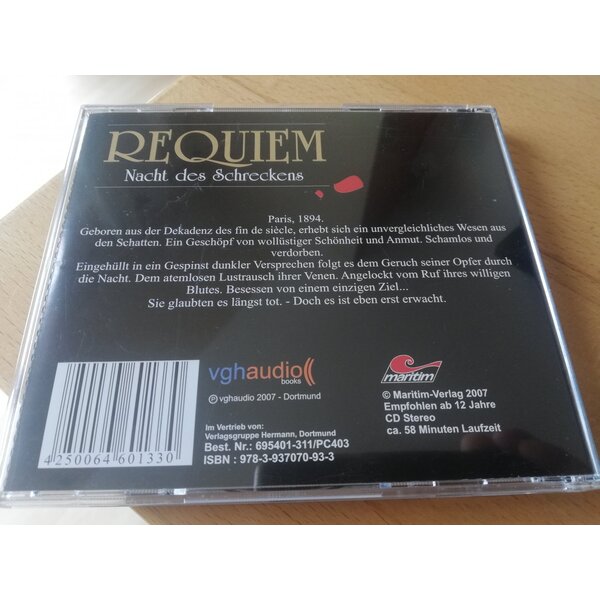 REQUIEM
Nacht des Schreckens
Paris, 1894.
Geboren aus der Dekadenz des fin de siècle, erhebt sich ein unvergleichliches Wesen aus
den Schatten. Ein Geschöpf von wollüstiger Schönheit und Anmut. Schamlos und
verdorben.
Eingehüllt in ein Gespinst dunkler Versprechen folgt es dem Geruch seiner Opfer durch
die Nacht. Dem atemlosen Lustrausch ihrer Venen. Angelockt vom Ruf ihres willigen
Blutes. Besessen von einem einzigen Ziel...
Sie glaubten es längst tot. - Doch es ist eben erst erwacht.
vghaudio
books
℗ vghaudio 2007 - Dortmund
maritim
© Maritim-Verlag 2007
Empfohlen ab 12 Jahre
CD Stereo
ca. 58 Minuten Laufzeit
Im Vertrieb von:
Verlagsgruppe Hermann, Dortmund
Best. Nr.: 695401-311/PC403
ISBN : 978-3-937070-93-3
4250064601330